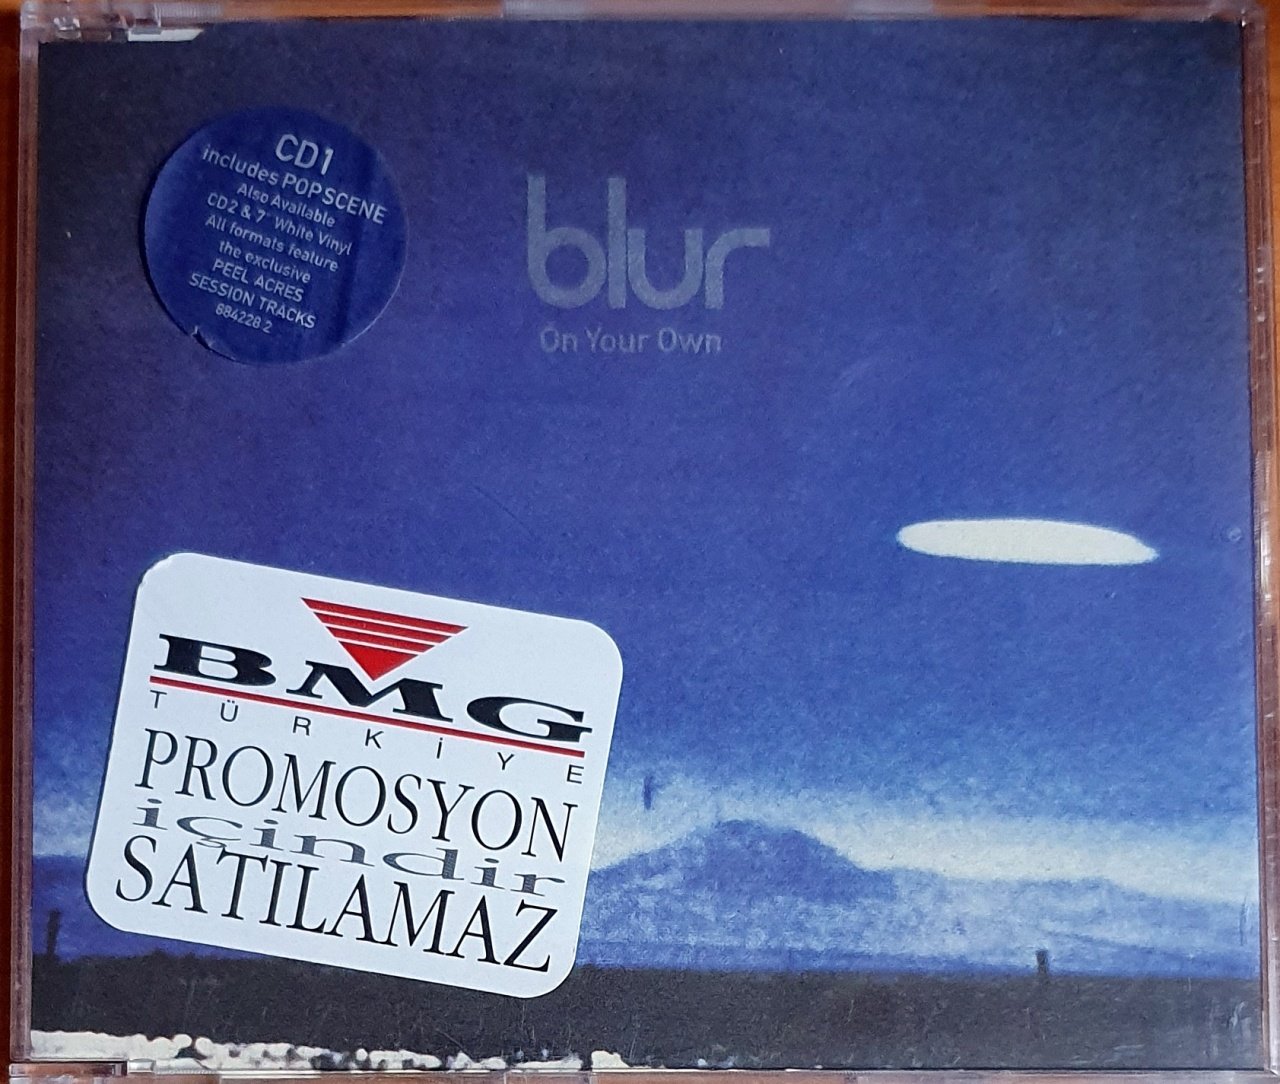 CD1
includes POPSCENE
Also Available
CD2 & 7" White Vinyl
All formats feature
the exclusive
PEEL ACRES
SESSION TRACKS
884228 2
blur
On Your Own
BMG
TÜRKİYE
PROMOSYON
içindir
SATILAMAZ